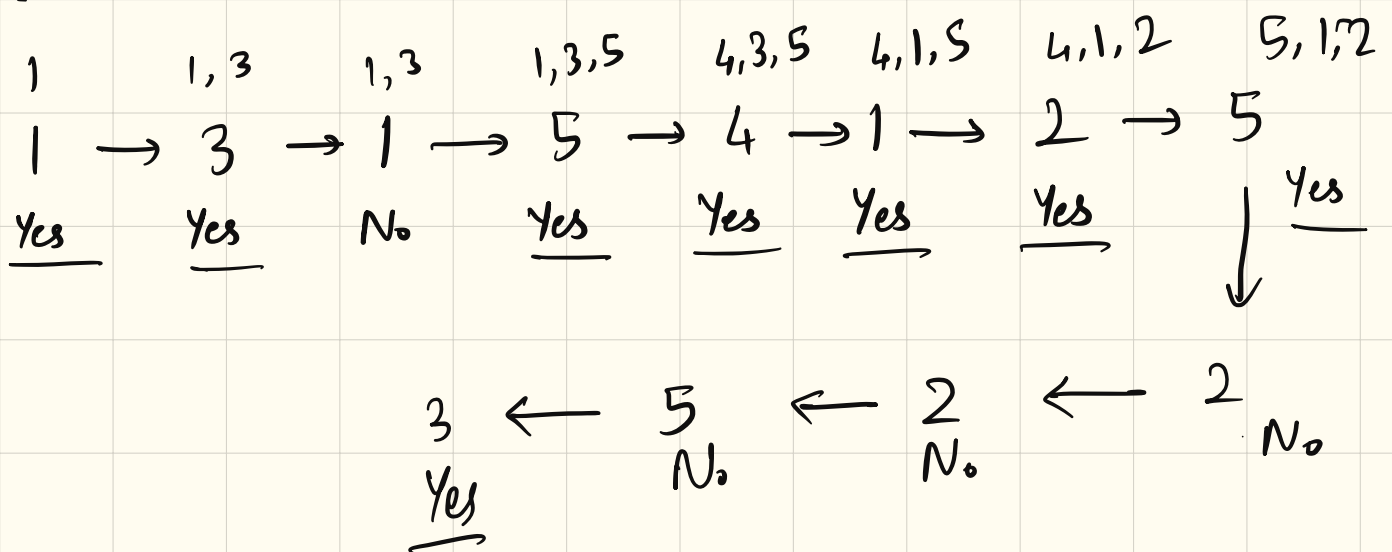 1 1, 3 1, 3 1, 3, 5 4, 3, 5 4, 1, 5 4, 1, 2 5, 1, 2
1 → 3 → 1 → 5 → 4 → 1 → 2 → 5
Yes Yes No Yes Yes Yes Yes Yes
↓
3 ← 5 ← 2 ← 2
Yes No No No